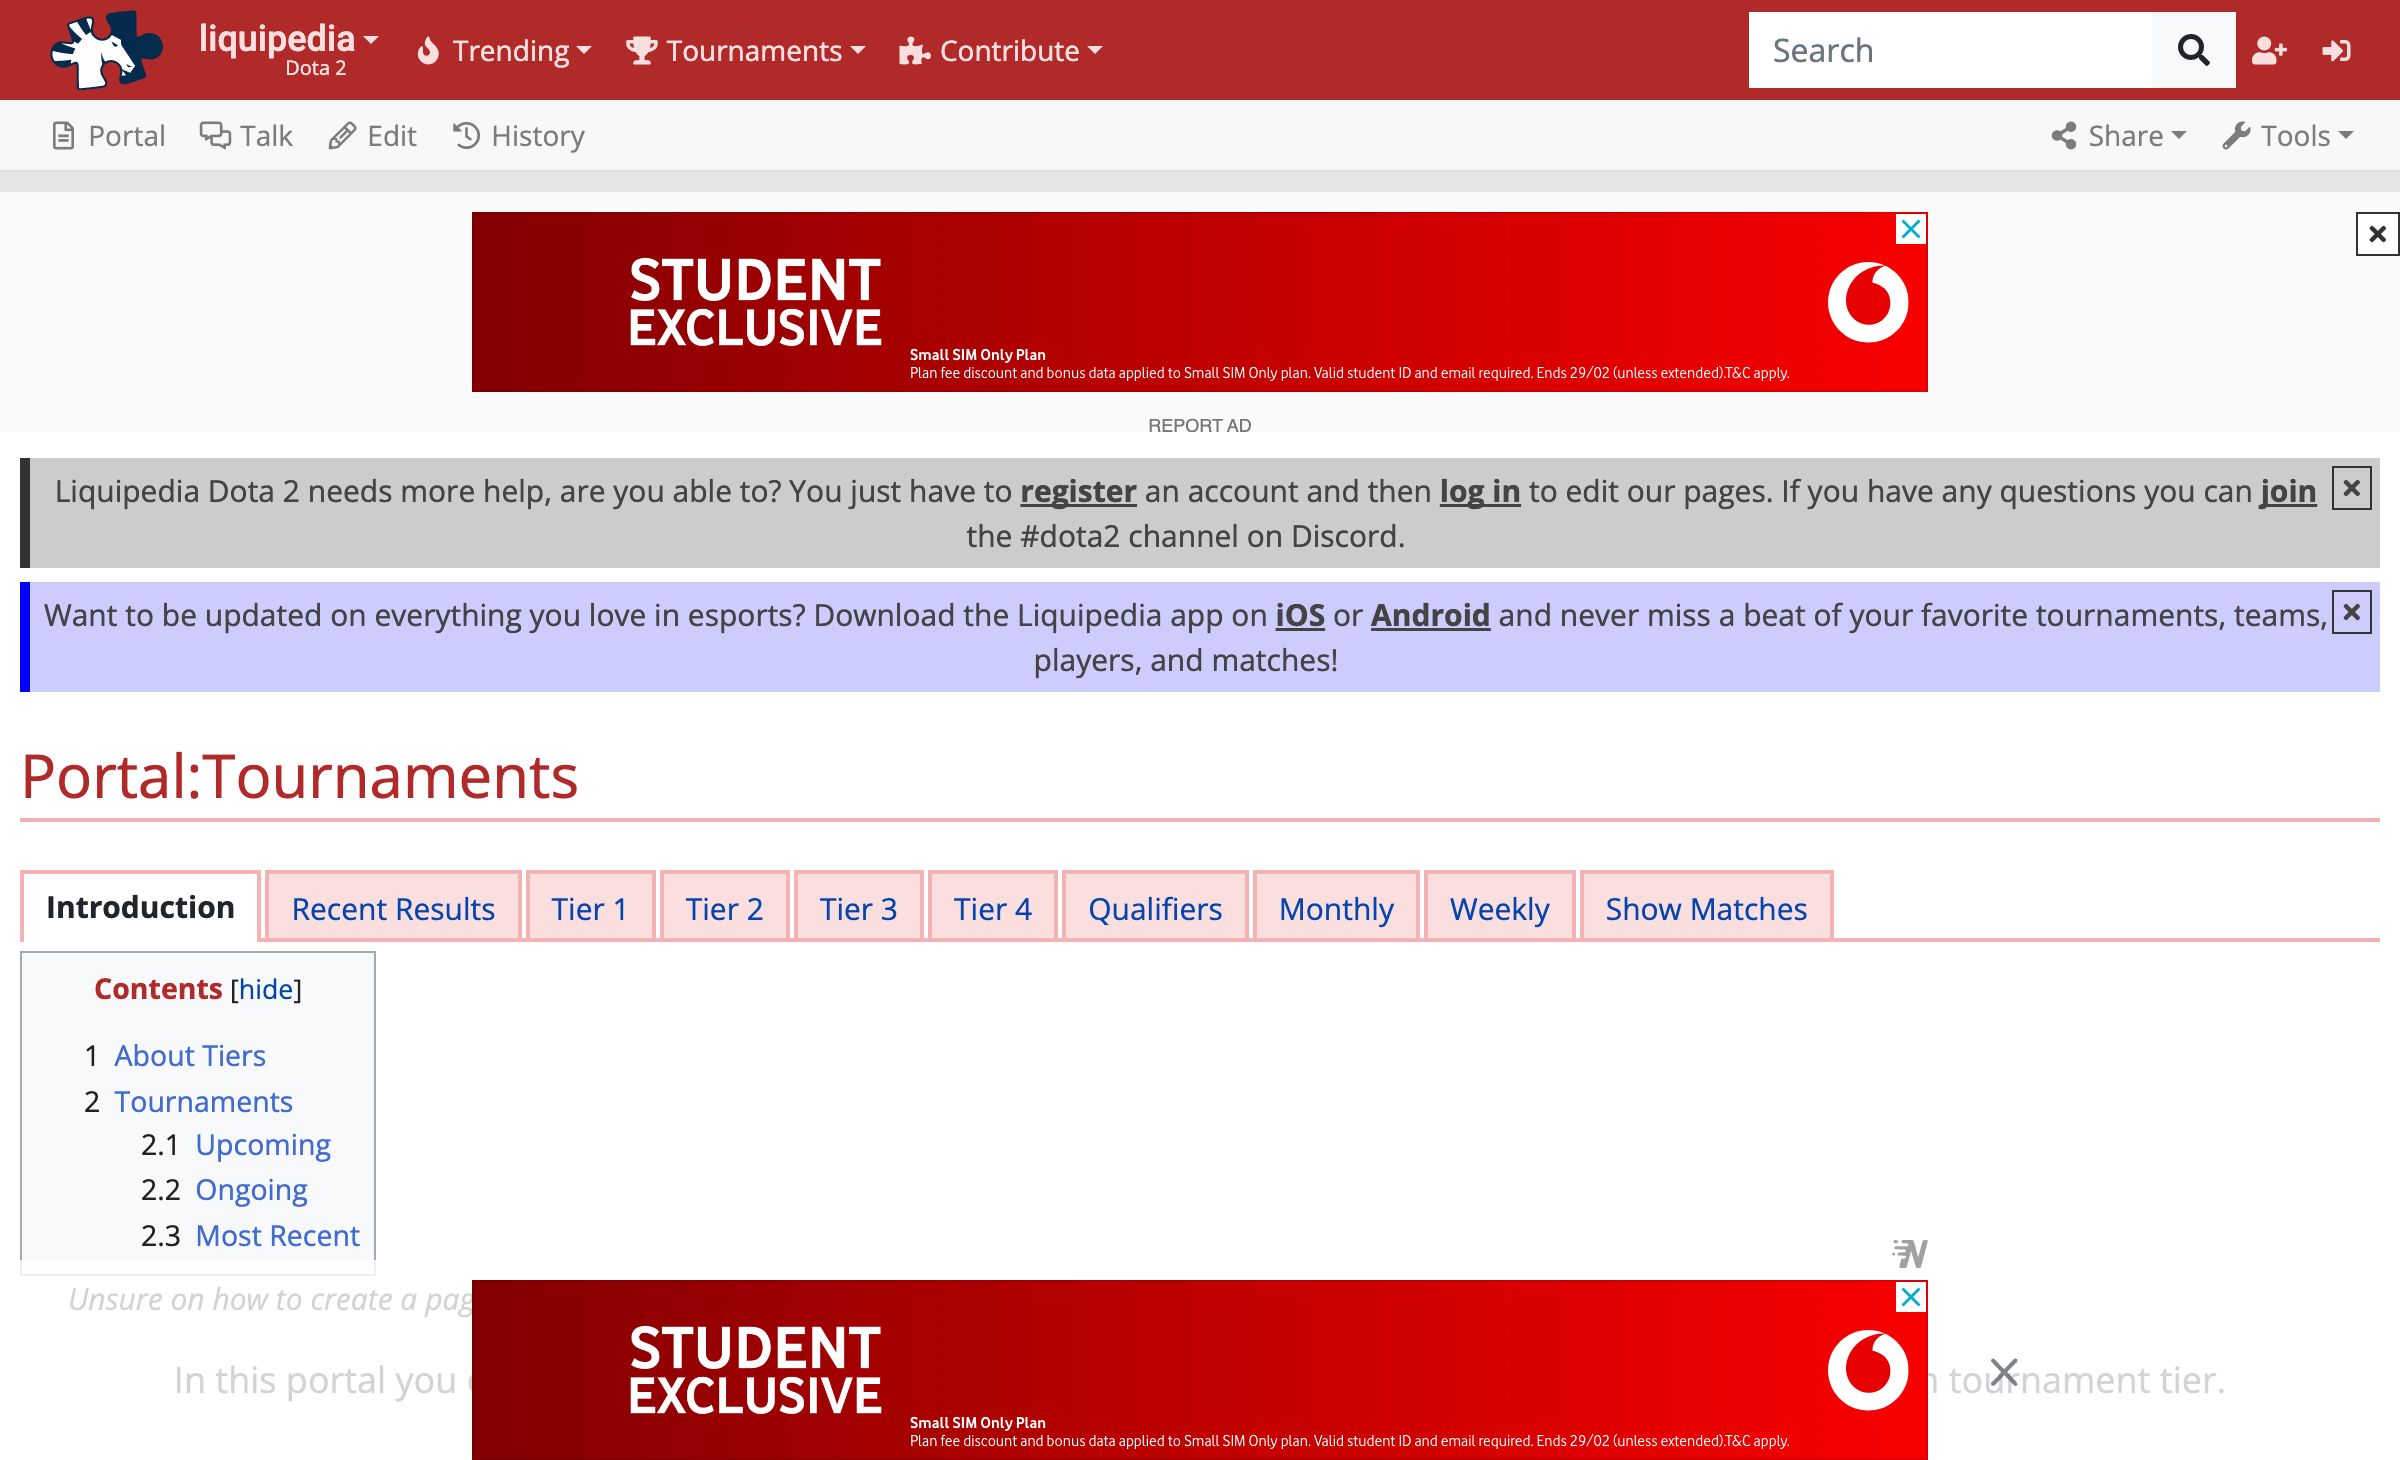 liquipedia
Dota 2
Trending
Tournaments
Contribute
Search
Portal
Talk
Edit
History
Share
Tools
STUDENT
EXCLUSIVE
Small SIM Only Plan
Plan fee discount and bonus data applied to Small SIM Only plan. Valid student ID and email required. Ends 29/02 (unless extended).T&C apply.
REPORT AD
Liquipedia Dota 2 needs more help, are you able to? You just have to register an account and then log in to edit our pages. If you have any questions you can join
the #dota2 channel on Discord.
Want to be updated on everything you love in esports? Download the Liquipedia app on iOS or Android and never miss a beat of your favorite tournaments, teams,
players, and matches!
Portal:Tournaments
Introduction
Recent Results
Tier 1
Tier 2
Tier 3
Tier 4
Qualifiers
Monthly
Weekly
Show Matches
Contents [hide]
1 About Tiers
2 Tournaments
2.1 Upcoming
2.2 Ongoing
2.3 Most Recent
Unsure on how to create a
In this portal you
tournament tier.
STUDENT
EXCLUSIVE
Small SIM Only Plan
Plan fee discount and bonus data applied to Small SIM Only plan. Valid student ID and email required. Ends 29/02 (unless extended).T&C apply.